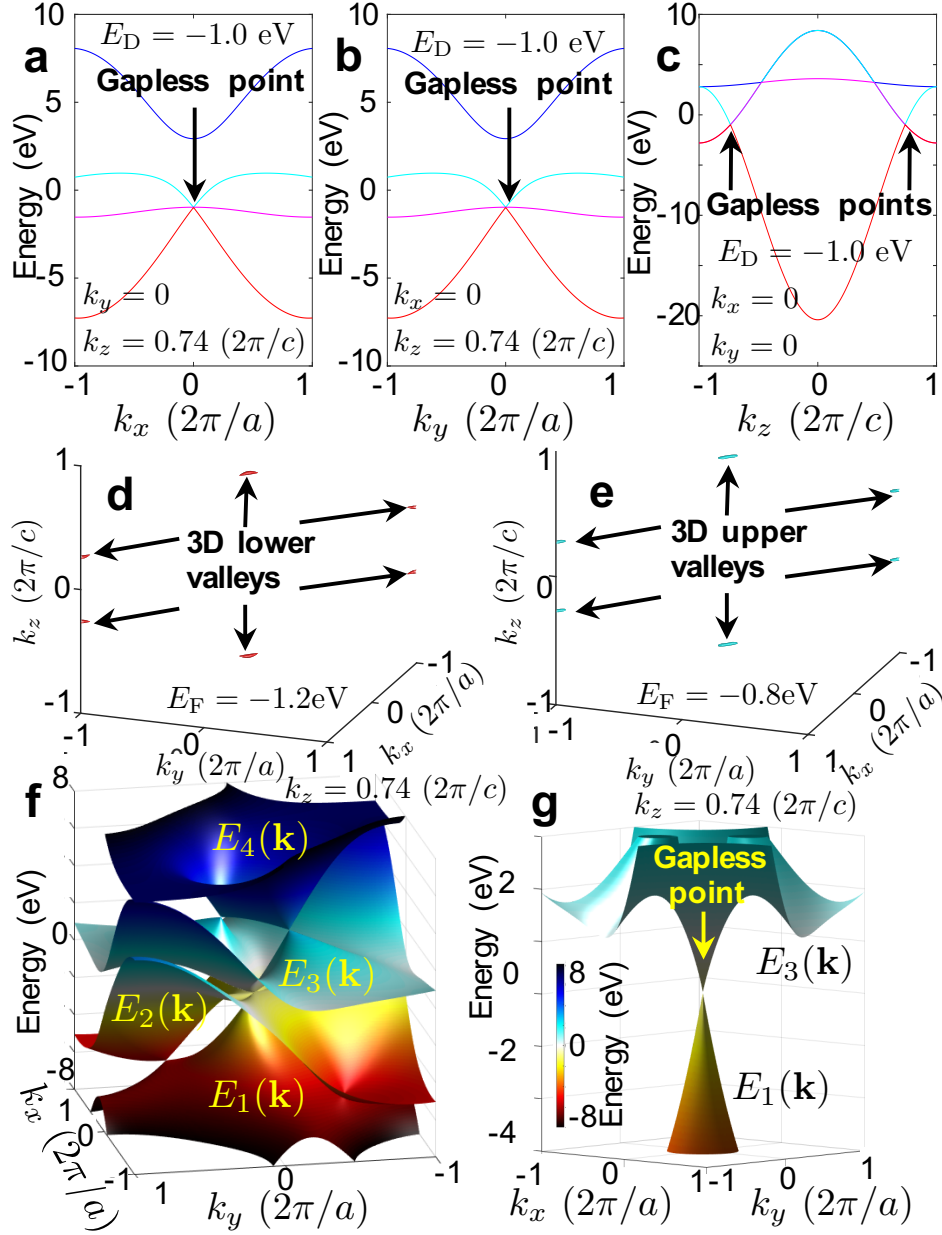 a
E_D = −1.0 eV
Gapless point
Energy (eV)
10
5
0
-5
-10
k_y = 0
k_z = 0.74 (2π/c)
-1
0
1
k_x (2π/a)
b
E_D = −1.0 eV
Gapless point
Energy (eV)
10
5
0
-5
-10
k_x = 0
k_z = 0.74 (2π/c)
-1
0
1
k_y (2π/a)
c
Energy (eV)
10
0
-10
-20
Gapless points
E_D = −1.0 eV
k_x = 0
k_y = 0
-1
0
1
k_z (2π/c)
d
3D lower
valleys
k_z (2π/c)
1
0
-1
E_F = −1.2eV
-1
0
1
k_y (2π/a)
-1
0
1
k_x (2π/a)
e
3D upper
valleys
k_z (2π/c)
1
0
-1
E_F = −0.8eV
-1
0
1
k_y (2π/a)
-1
0
1
k_x (2π/a)
f
k_z = 0.74 (2π/c)
Energy (eV)
8
0
-8
E_4(k)
E_3(k)
E_2(k)
E_1(k)
k_x (2π/a)
1
0
-1
1
0
-1
k_y (2π/a)
g
k_z = 0.74 (2π/c)
Gapless
point
Energy (eV)
2
0
-2
-4
E_3(k)
E_1(k)
8
0
-8
Energy (eV)
-1
0
1
k_x (2π/a)
-1
0
1
k_y (2π/a)